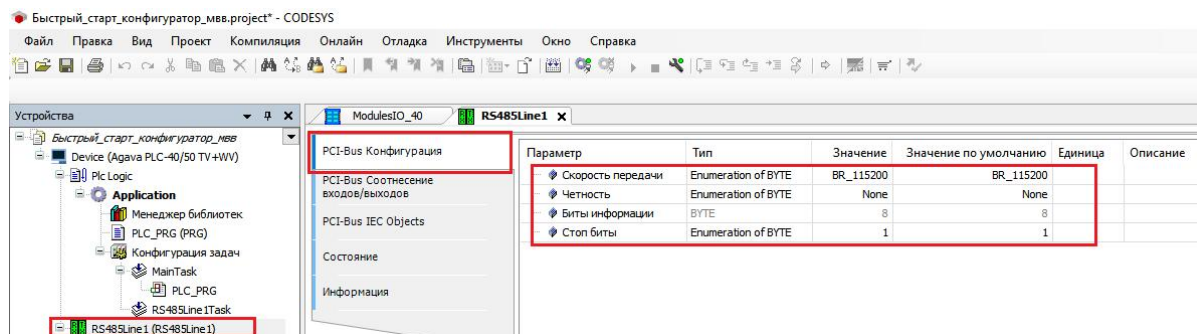 Быстрый_старт_конфигуратор_мвв.project* - CODESYS
Файл Правка Вид Проект Компиляция Онлайн Отладка Инструменты Окно Справка
Устройства
Быстрый_старт_конфигуратор_мвв
Device (Agava PLC-40/50 TV+WV)
Plc Logic
Application
Менеджер библиотек
PLC_PRG (PRG)
Конфигурация задач
MainTask
PLC_PRG
RS485Line1Task
RS485Line1 (RS485Line1)
ModulesIO_40 RS485Line1
PCI-Bus Конфигурация
PCI-Bus Соотнесение
входов/выходов
PCI-Bus IEC Objects
Состояние
Информация
Параметр Тип Значение Значение по умолчанию Единица Описание
Скорость передачи Enumeration of BYTE BR_115200 BR_115200
Четность Enumeration of BYTE None None
Биты информации BYTE 8 8
Стоп биты Enumeration of BYTE 1 1